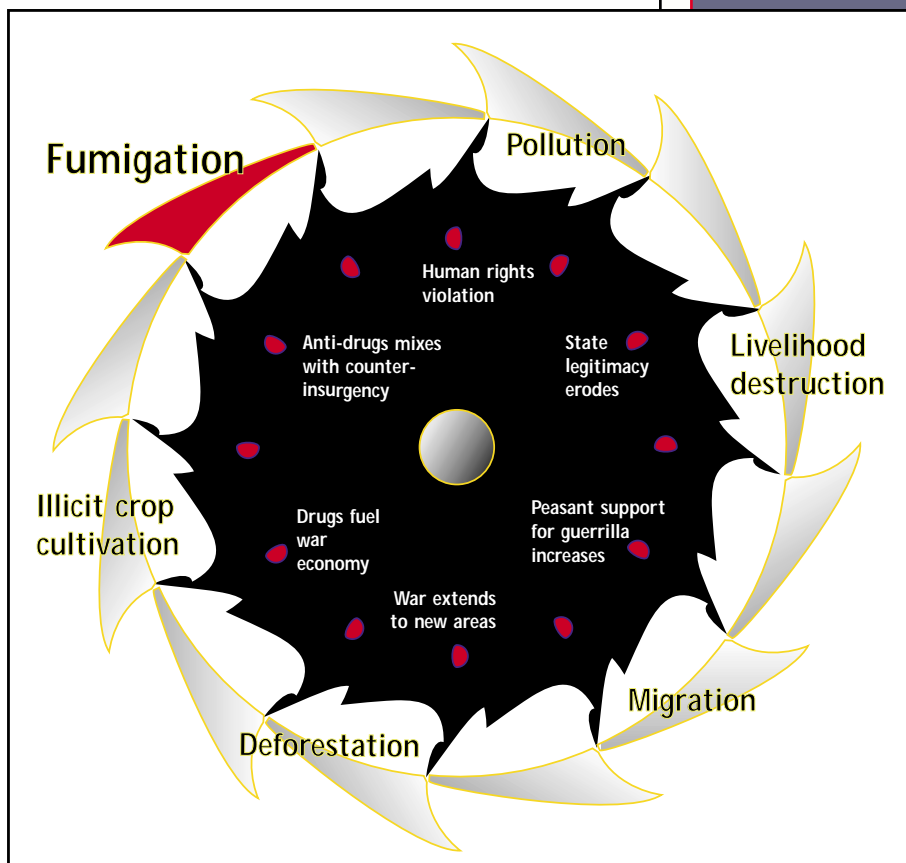 Fumigation
Pollution
Livelihood
destruction
Migration
Deforestation
Illicit crop
cultivation
Human rights
violation
State
legitimacy
erodes
Peasant support
for guerrilla
increases
War extends
to new areas
Drugs fuel
war
economy
Anti-drugs mixes
with counter-
insurgency